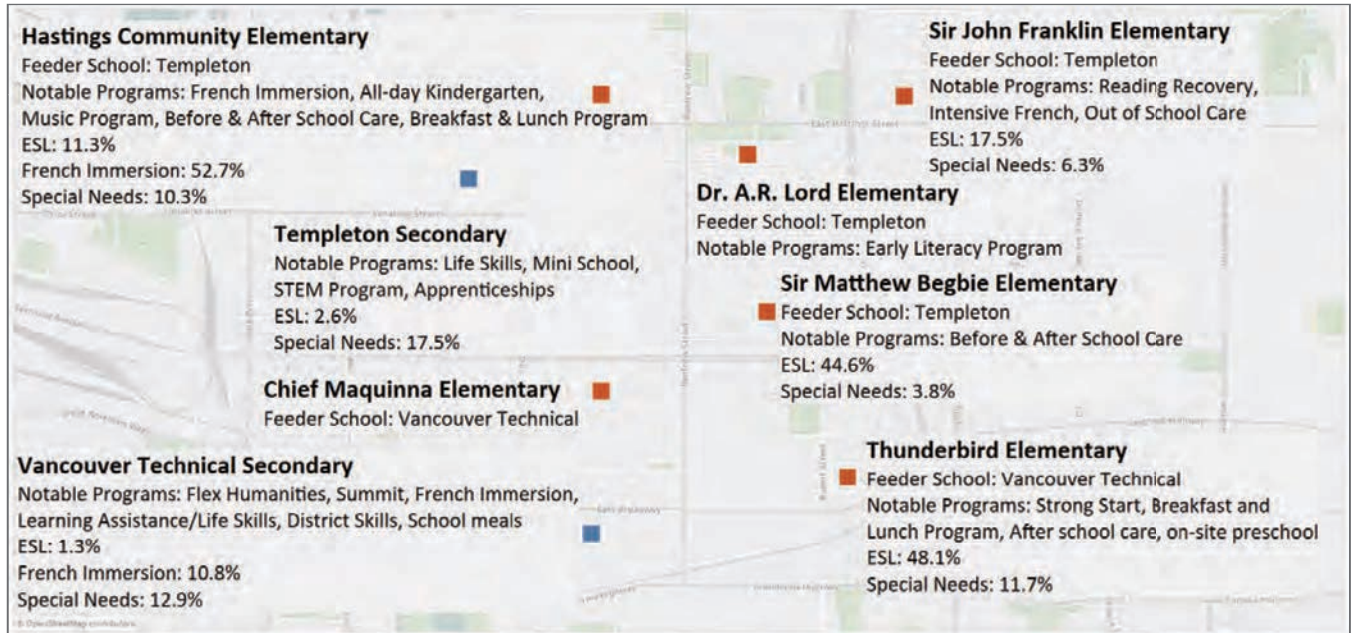 Hastings Community Elementary
Feeder School: Templeton
Notable Programs: French Immersion, All-day Kindergarten,
Music Program, Before & After School Care, Breakfast & Lunch Program
ESL: 11.3%
French Immersion: 52.7%
Special Needs: 10.3%
Sir John Franklin Elementary
Feeder School: Templeton
Notable Programs: Reading Recovery,
Intensive French, Out of School Care
ESL: 17.5%
Special Needs: 6.3%
East Hastings Street
Dr. A.R. Lord Elementary
Feeder School: Templeton
Notable Programs: Early Literacy Program
Templeton Secondary
Notable Programs: Life Skills, Mini School,
STEM Program, Apprenticeships
ESL: 2.6%
Special Needs: 17.5%
Sir Matthew Begbie Elementary
Feeder School: Templeton
Notable Programs: Before & After School Care
ESL: 44.6%
Special Needs: 3.8%
Chief Maquinna Elementary
Feeder School: Vancouver Technical
Vancouver Technical Secondary
Notable Programs: Flex Humanities, Summit, French Immersion,
Learning Assistance/Life Skills, District Skills, School meals
ESL: 1.3%
French Immersion: 10.8%
Special Needs: 12.9%
Thunderbird Elementary
Feeder School: Vancouver Technical
Notable Programs: Strong Start, Breakfast and
Lunch Program, After school care, on-site preschool
ESL: 48.1%
Special Needs: 11.7%
© OpenStreetMap contributors